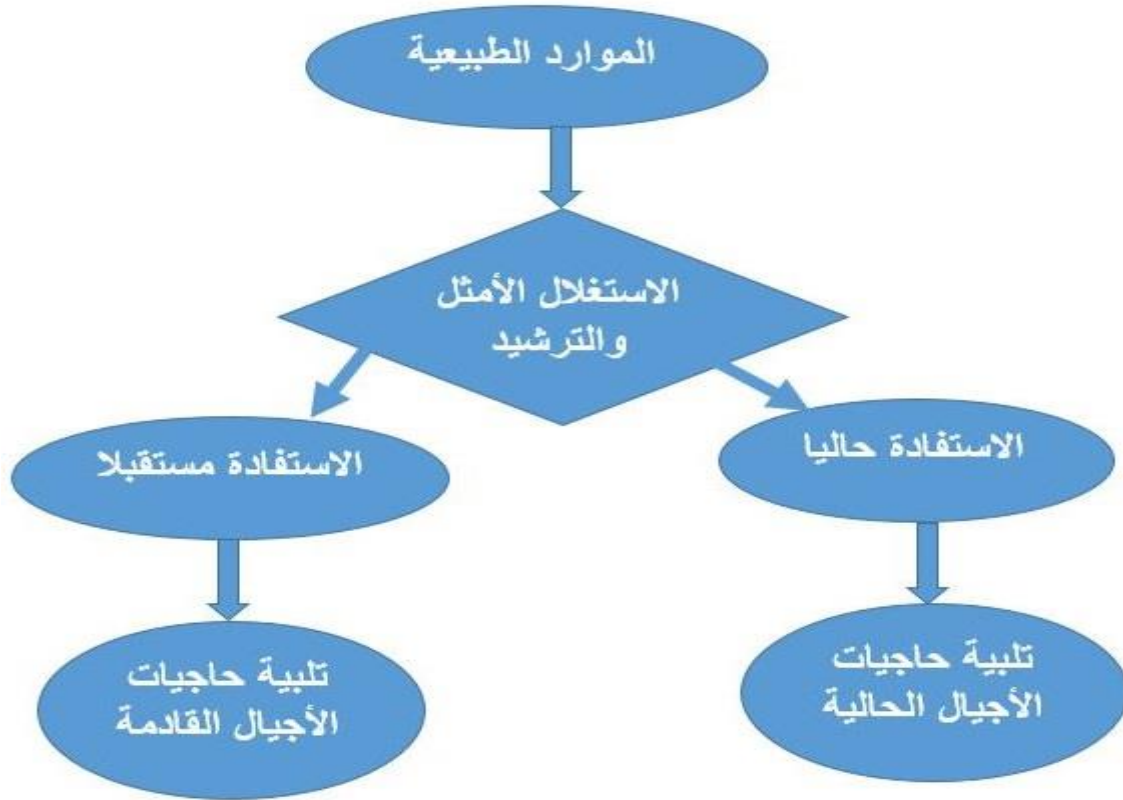 الموارد الطبيعية
الاستغلال الأمثل
والترشيد
الاستفادة حاليا
الاستفادة مستقبلا
تلبية حاجيات
الأجيال الحالية
تلبية حاجيات
الأجيال القادمة